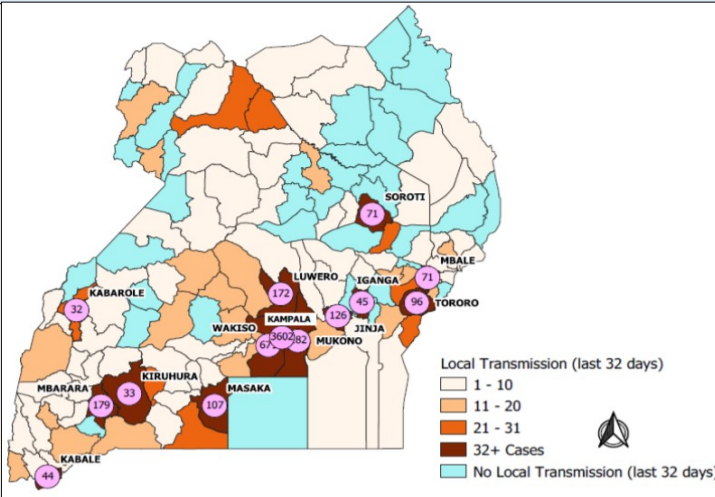 SOROTI
71
MBALE
71
LUWERO
172
IGANGA
45
TORORO
96
KABAROLE
32
KAMPALA
126
WAKISO
3602
82
MUKONO
JINJA
KIRUHURA
33
MBARARA
179
MASAKA
107
KABALE
44
Local Transmission (last 32 days)
1 - 10
11 - 20
21 - 31
32+ Cases
No Local Transmission (last 32 days)